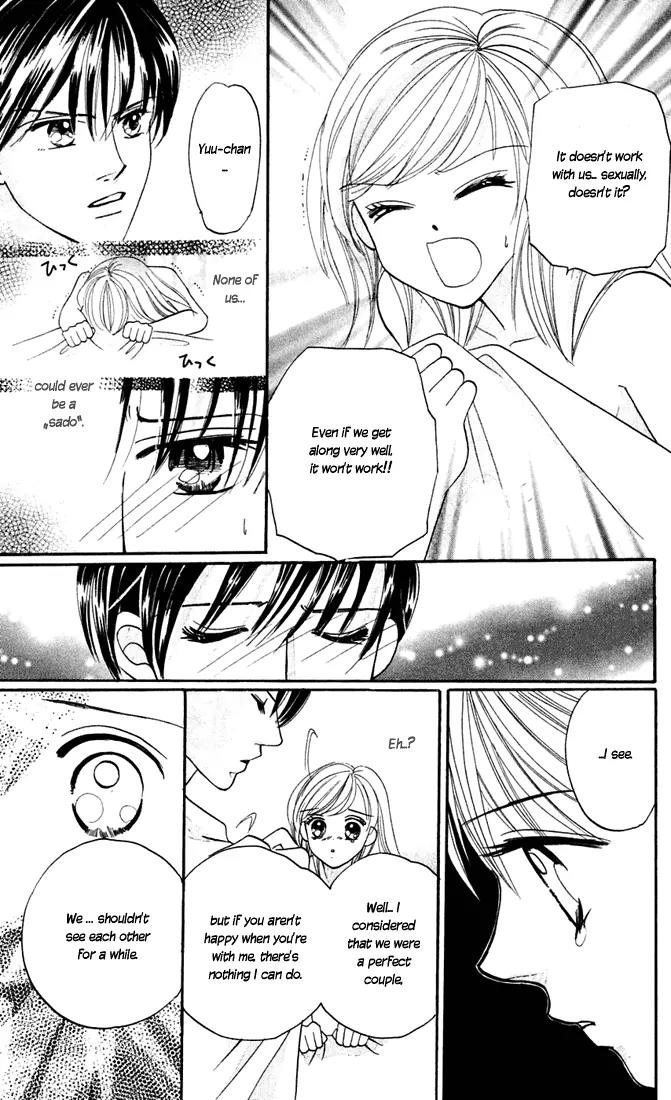 It doesn't work
with us... sexually,
doesn't it?
Even if we get
along very well,
it won't work!!
Yuu-chan
...
ひっく
None of
us...
ひっく
could ever
be a
„sado".
...I see.
Eh...?
Well... I
considered
that we were
a perfect
couple,
but if you aren't
happy when you're
with me, there's
nothing I can do.
We ... shouldn't
see each other
for a while.